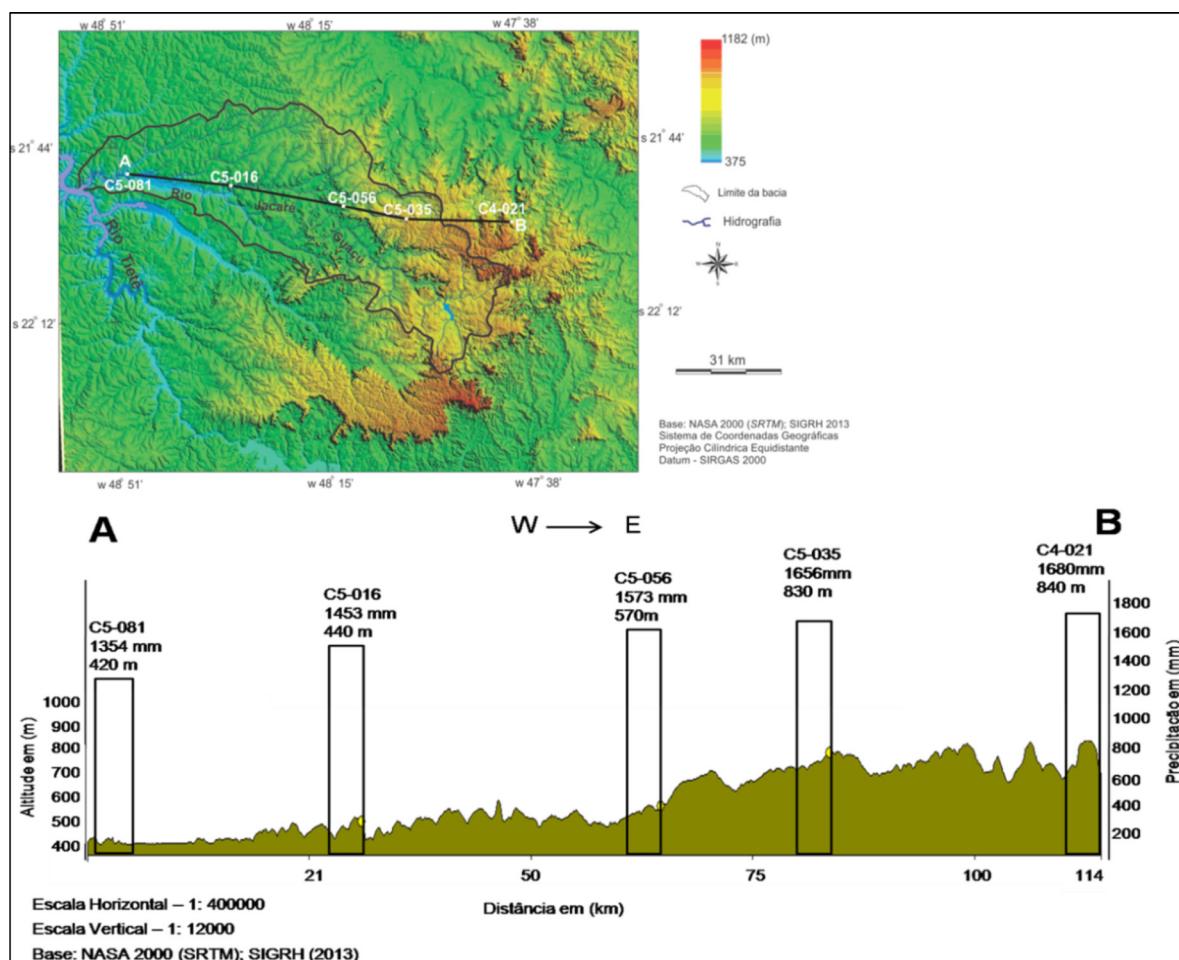 w 48° 51'
w 48° 15'
w 47° 38'
s 21° 44'
s 21° 44'
s 22° 12'
s 22° 12'
A
C5-081
C5-016
C5-056
C5-035
C4-021
B
Rio
Jacaré
Guaçu
Rio Tietê
w 48° 51'
w 48° 15'
w 47° 38'
1182 (m)
375
Limite da bacia
Hidrografia
N
31 km
Base: NASA 2000 (SRTM); SIGRH 2013
Sistema de Coordenadas Geográficas
Projeção Cilíndrica Equidistante
Datum - SIRGAS 2000
A
W E
B
C5-081
1354 mm
420 m
C5-016
1453 mm
440 m
C5-056
1573 mm
570m
C5-035
1656mm
830 m
C4-021
1680mm
840 m
Altitude em (m)
1000
900
800
700
600
500
400
1800
1600
1400
1200
1000
800
600
400
200
Precipitação em (mm)
21
50
75
100
114
Distância em (km)
Escala Horizontal – 1: 400000
Escala Vertical – 1: 12000
Base: NASA 2000 (SRTM); SIGRH (2013)